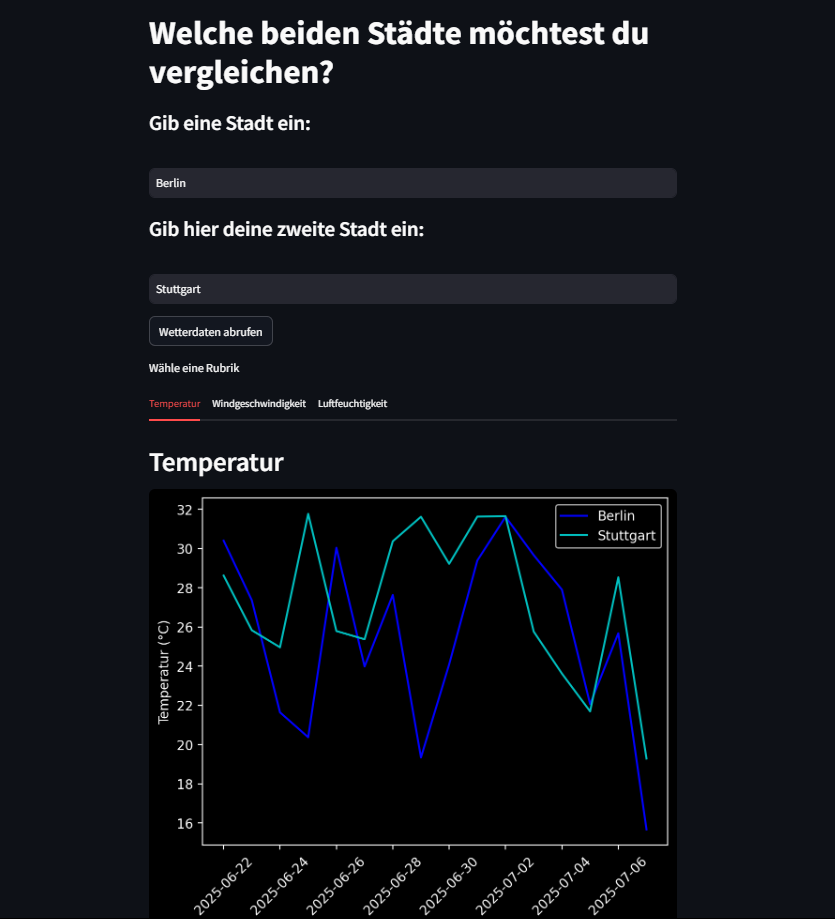 Welche beiden Städte möchtest du
vergleichen?
Gib eine Stadt ein:
Berlin
Gib hier deine zweite Stadt ein:
Stuttgart
Wetterdaten abrufen
Wähle eine Rubrik
Temperatur Windgeschwindigkeit Luftfeuchtigkeit
Temperatur
Berlin
Stuttgart
Temperatur (°C)
32
30
28
26
24
22
20
18
16
2025-06-22
2025-06-24
2025-06-26
2025-06-28
2025-06-30
2025-07-02
2025-07-04
2025-07-06